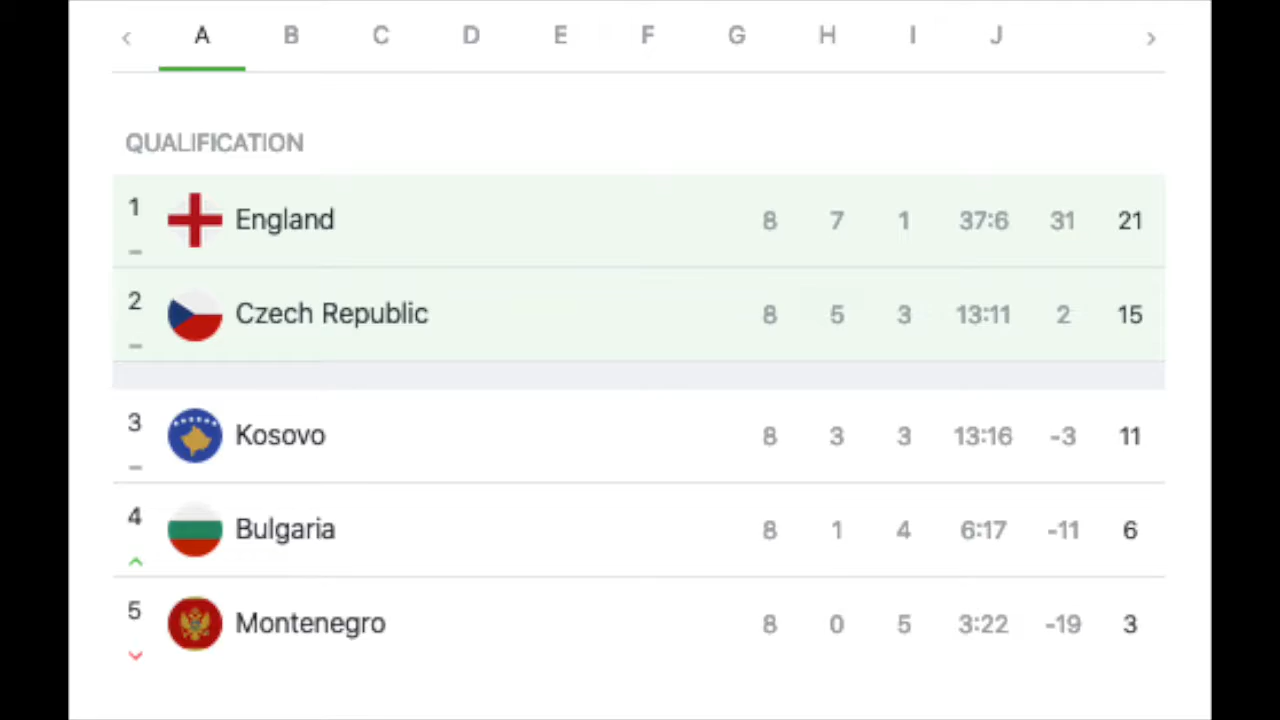 A B C D E F G H I J
QUALIFICATION
1 England 8 7 1 37:6 31 21
2 Czech Republic 8 5 3 13:11 2 15
3 Kosovo 8 3 3 13:16 -3 11
4 Bulgaria 8 1 4 6:17 -11 6
5 Montenegro 8 0 5 3:22 -19 3